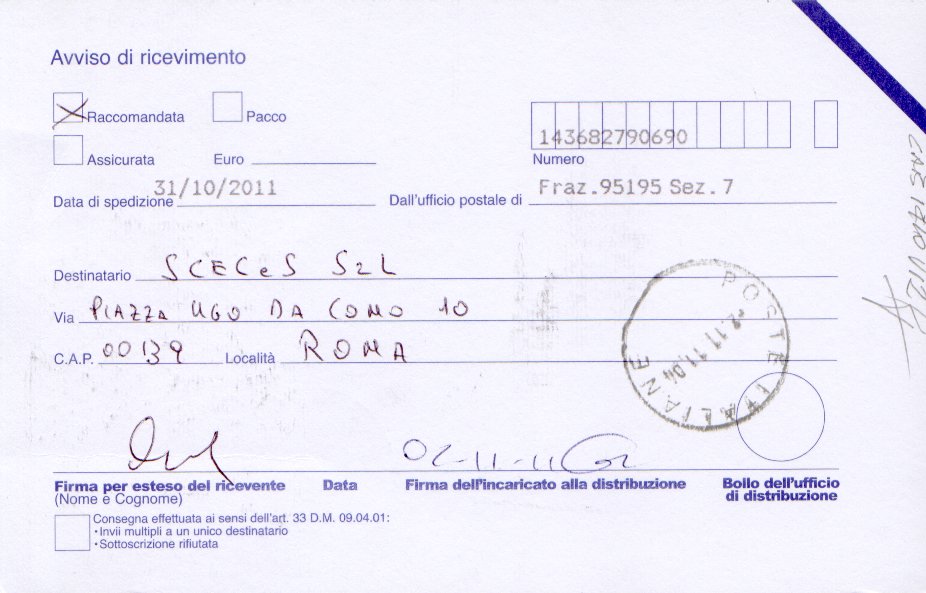 Avviso di ricevimento
Raccomandata Pacco
143682790690
Assicurata Euro Numero
Data di spedizione 31/10/2011 Dall'ufficio postale di Fraz.95195 Sez.7
Destinatario SCECeS SRL
Via PIAZZA UGO DA COMO 10
C.A.P. 00139 Località ROMA
POSTE ITALIANE
02-11-11
Firma per esteso del ricevente Data Firma dell'incaricato alla distribuzione Bollo dell'ufficio
(Nome e Cognome) di distribuzione
Consegna effettuata ai sensi dell'art. 33 D.M. 09.04.01:
• Invii multipli a un unico destinatario
• Sottoscrizione rifiutata